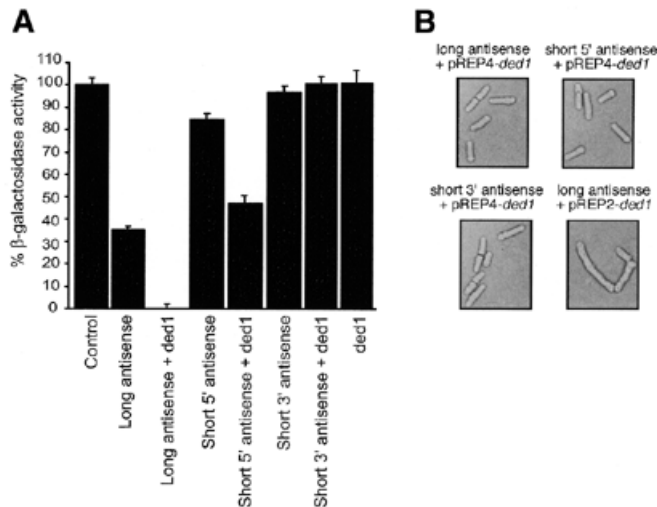 A
% β-galactosidase activity
110
100
90
80
70
60
50
40
30
20
10
0
Control
Long antisense
Long antisense + ded1
Short 5' antisense
Short 5' antisense + ded1
Short 3' antisense
Short 3' antisense + ded1
ded1
B
long antisense
+ pREP4-ded1
short 5' antisense
+ pREP4-ded1
short 3' antisense
+ pREP4-ded1
long antisense
+ pREP2-ded1